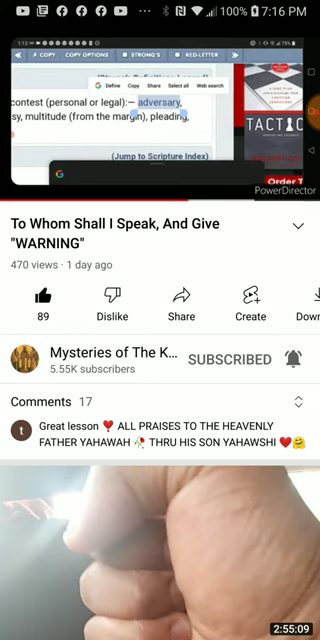 100% 7:16 PM
COPY COPY OPTIONS STRONG'S RED-LETTER
Define Copy Share Select all Web search
contest (personal or legal):— adversary,
sy, multitude (from the margin), pleading,
(Jump to Scripture Index)
TACTIC
Order T
PowerDirector
To Whom Shall I Speak, And Give
"WARNING"
470 views · 1 day ago
89 Dislike Share Create Down
Mysteries of The K...
5.55K subscribers
SUBSCRIBED
Comments 17
t
Great lesson ❣️ ALL PRAISES TO THE HEAVENLY
FATHER YAHAWAH 🥀 THRU HIS SON YAHAWSHI ❤️🤗
2:55:09